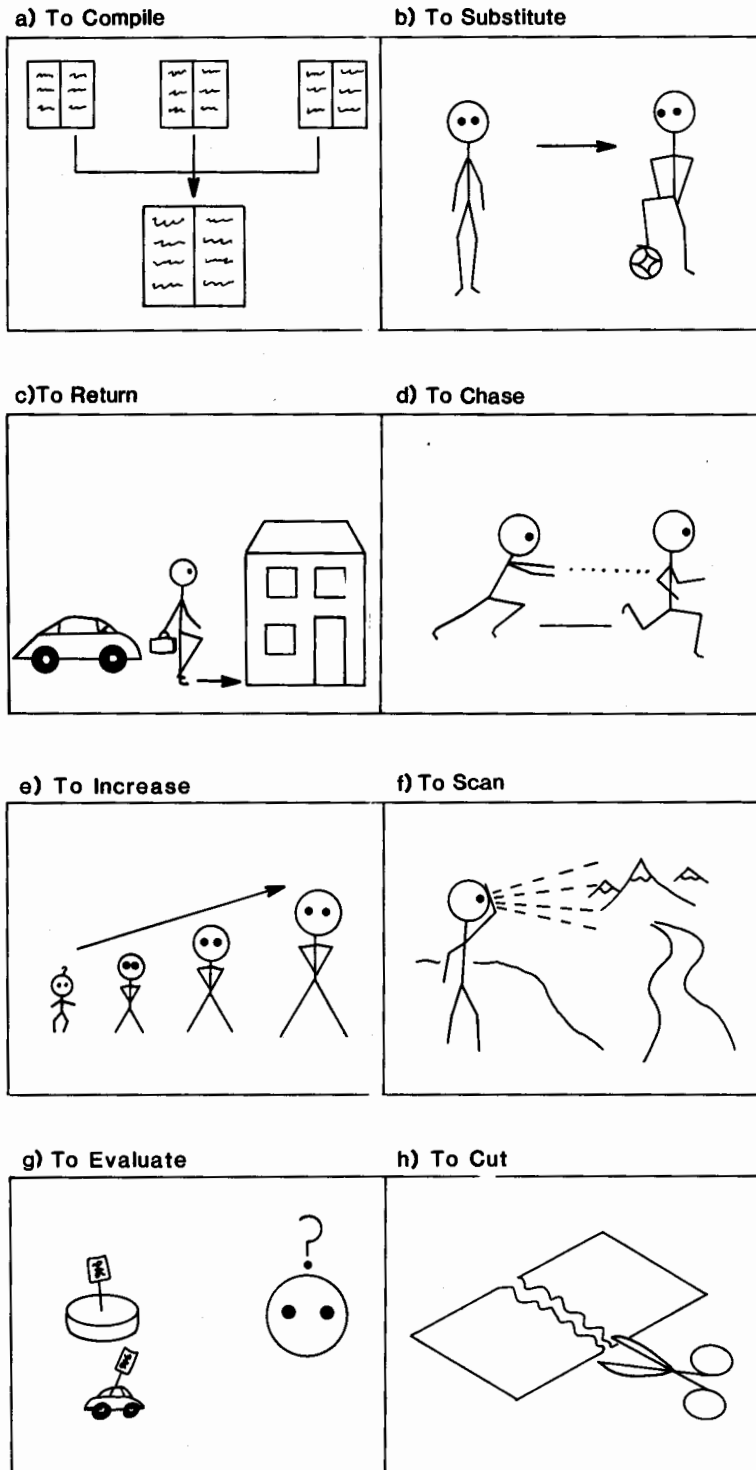 a) To Compile
b) To Substitute
c)To Return
d) To Chase
e) To Increase
f) To Scan
g) To Evaluate
h) To Cut
?